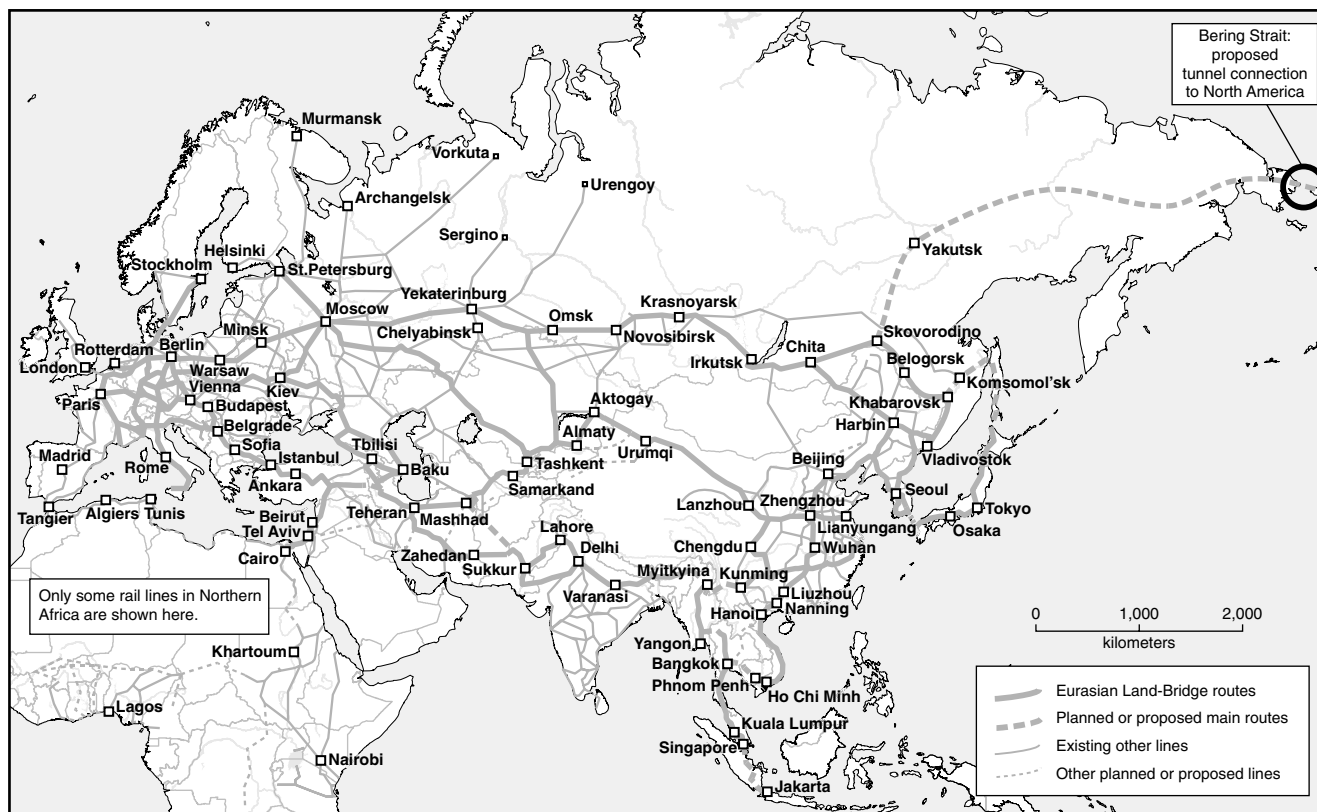 Bering Strait:
proposed
tunnel connection
to North America
Murmansk
Vorkuta
Urengoy
Archangelsk
Sergino
Yakutsk
Helsinki
Stockholm
St.Petersburg
Yekaterinburg
Krasnoyarsk
Moscow
Omsk
Chelyabinsk
Novosibirsk
Skovorodino
Minsk
Berlin
Rotterdam
London
Warsaw
Irkutsk
Chita
Belogorsk
Komsomol'sk
Vienna
Kiev
Paris
Budapest
Aktogay
Khabarovsk
Harbin
Belgrade
Almaty
Sofia
Tbilisi
Madrid
Istanbul
Urumqi
Vladivostok
Rome
Baku
Tashkent
Beijing
Ankara
Samarkand
Seoul
Tangier
Algiers
Tunis
Beirut
Teheran
Mashhad
Lanzhou
Zhengzhou
Tokyo
Tel Aviv
Lahore
Lianyungang
Osaka
Cairo
Zahedan
Delhi
Chengdu
Wuhan
Sukkur
Myitkyina
Kunming
Varanasi
Liuzhou
Nanning
Hanoi
Only some rail lines in Northern
Africa are shown here.
0
1,000
2,000
kilometers
Khartoum
Yangon
Bangkok
Phnom Penh
Ho Chi Minh
Lagos
Kuala Lumpur
Singapore
Nairobi
Jakarta
Eurasian Land-Bridge routes
Planned or proposed main routes
Existing other lines
Other planned or proposed lines